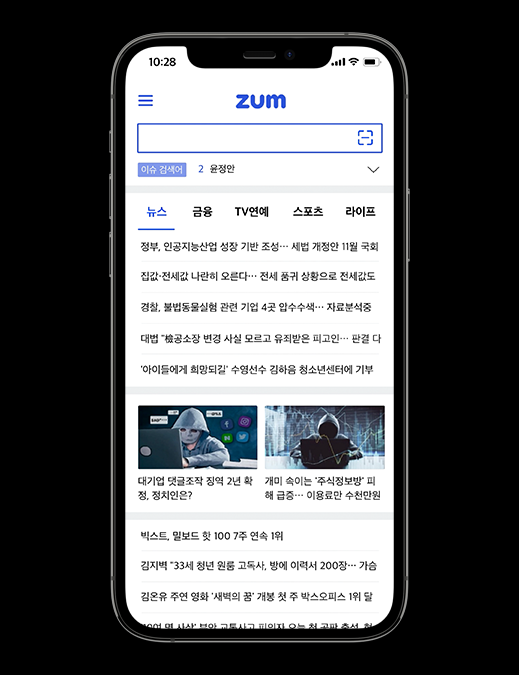 10:28
zum
이슈 검색어 2 윤정만
뉴스 금융 TV연예 스포츠 라이프
정부, 인공지능산업 성장 기반 조성… 세법 개정안 11월 국회
집값·전세값 나란히 오른다… 전세 품귀 상황으로 전세값도
경찰, 불법동물실험 관련 기업 4곳 압수수색… 자료분석중
대법 "檢공소장 변경 사실 모르고 유죄받은 피고인… 판결 다
'아이들에게 희망되길' 수영선수 김하음 청소년센터에 기부
대기업 댓글조작 징역 2년 확
정, 정치인은?
개미 속이는 '주식정보방' 피
해 급증… 이용료만 수천만원
빅스트, 밀보드 핫 100 7주 연속 1위
김지벽 "33세 청년 원룸 고독사, 방에 이력서 200장… 가슴
김온유 주연 영화 '새벽의 꿈' 개봉 첫 주 박스오피스 1위 달